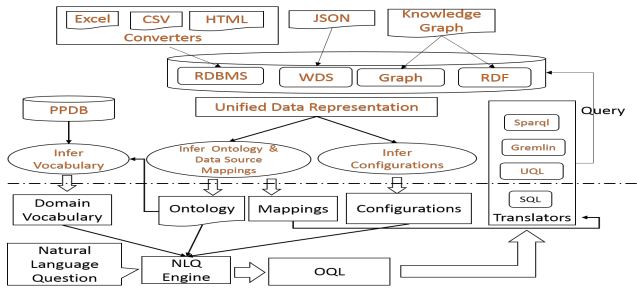 Excel
CSV
HTML
Converters
JSON
Knowledge
Graph
RDBMS
WDS
Graph
RDF
PPDB
Unified Data Representation
Query
Sparql
Gremlin
UQL
SQL
Translators
Infer
Vocabulary
Infer Ontology &
Data Source
Mappings
Infer
Configurations
Domain
Vocabulary
Ontology
Mappings
Configurations
Natural
Language
Question
NLQ
Engine
OQL